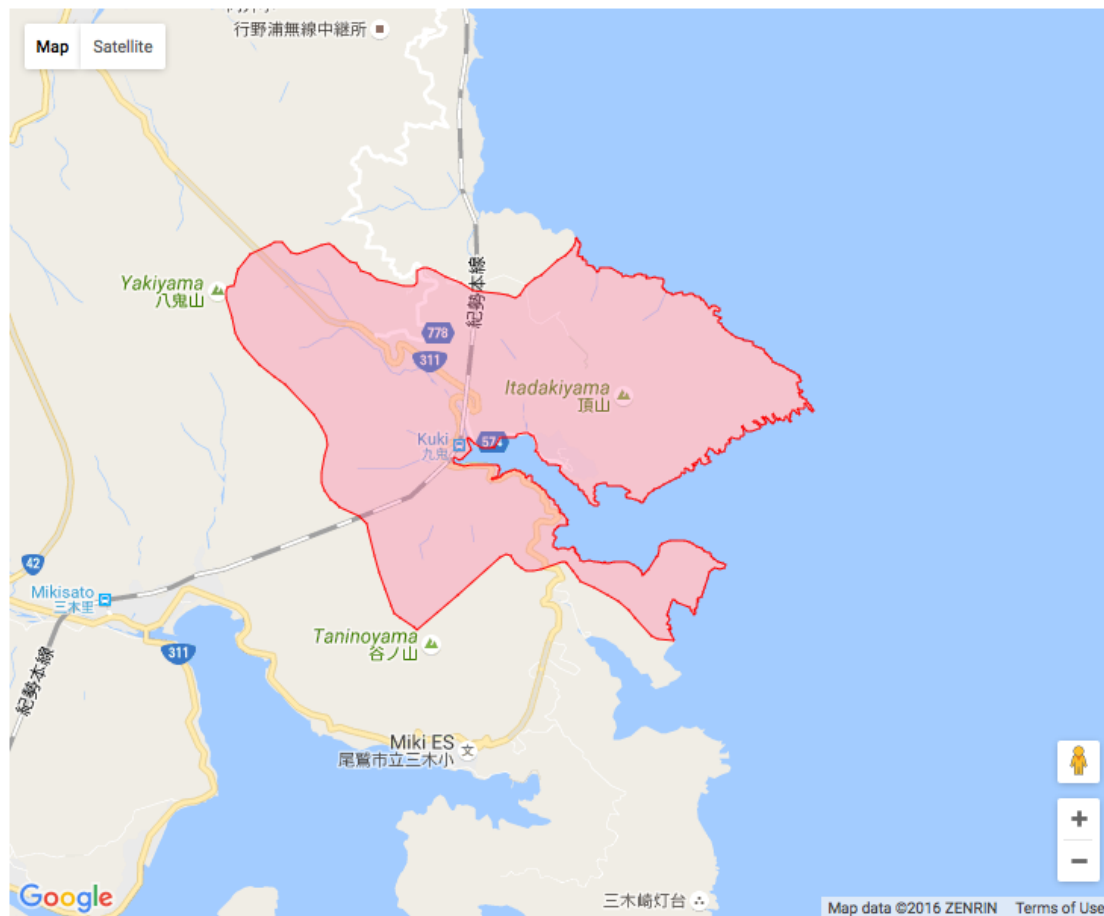 行野浦無線中継所
Map Satellite
紀勢本線
Yakiyama
八鬼山
778
311
Itadakiyama
頂山
Kuki
九鬼
574
42
Mikisato
三木里
Taninoyama
谷ノ山
311
紀勢本線
Miki ES
尾鷲市立三木小
文
三木崎灯台
Google
Map data ©2016 ZENRIN Terms of Use